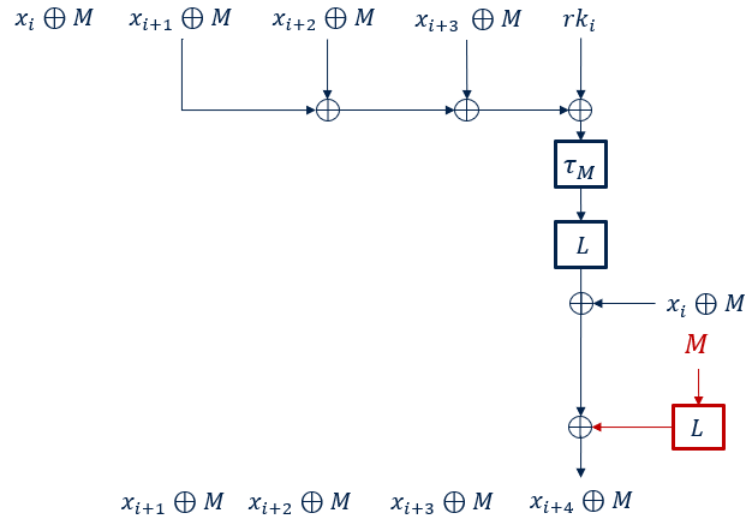 x_i ⊕ M x_{i+1} ⊕ M x_{i+2} ⊕ M x_{i+3} ⊕ M rk_i
τ_M
L
x_i ⊕ M
M
L
x_{i+1} ⊕ M x_{i+2} ⊕ M x_{i+3} ⊕ M x_{i+4} ⊕ M